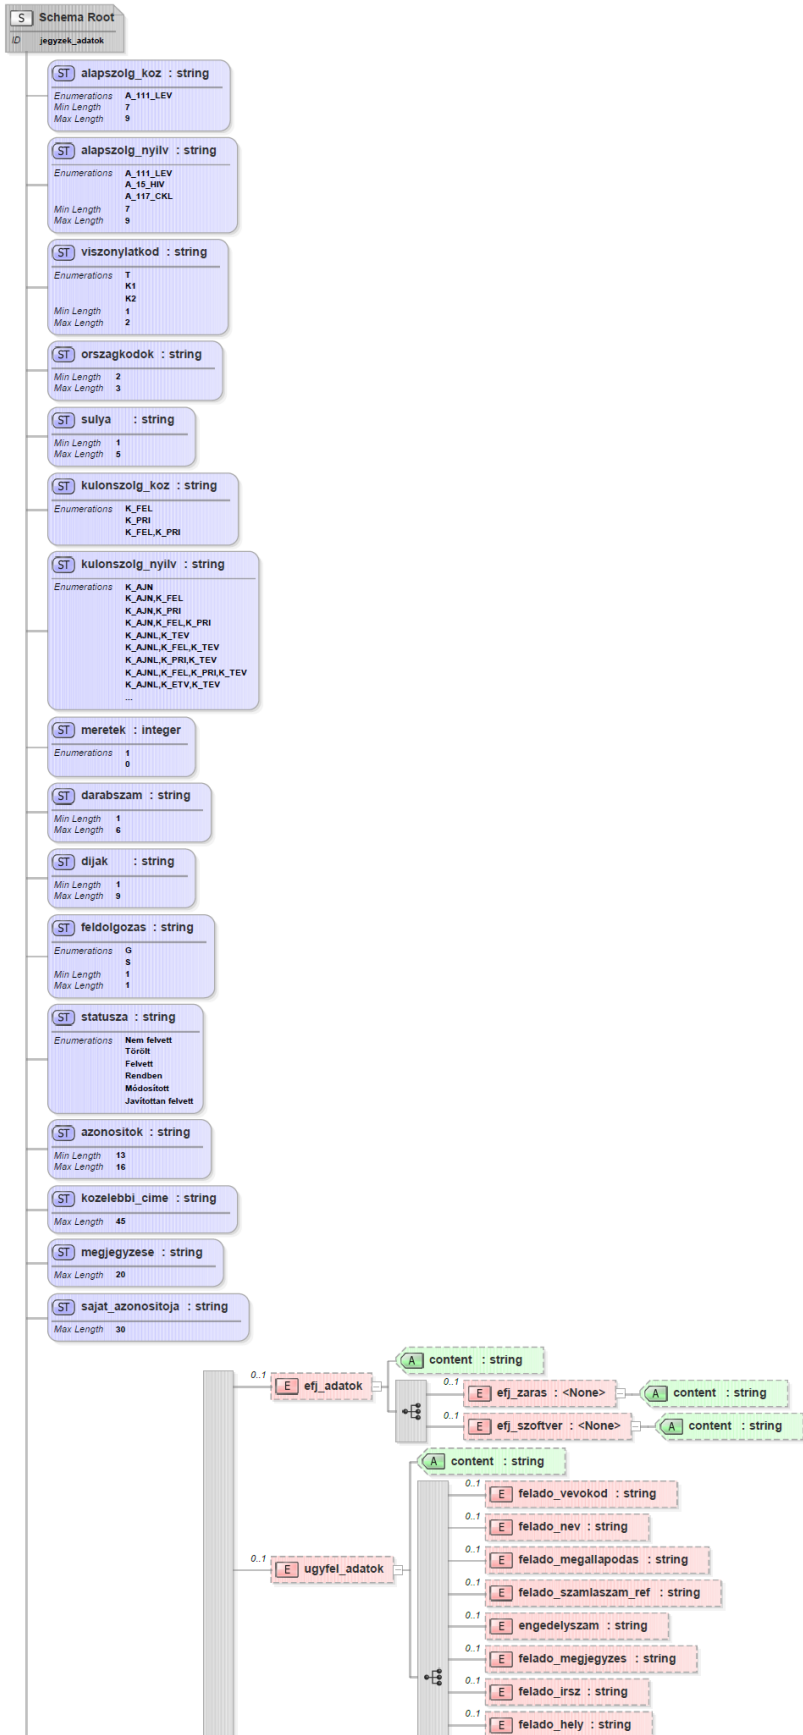 S Schema Root
ID jegyzek_adatok
ST alapszolg_koz : string
Enumerations A_111_LEV
Min Length 7
Max Length 9
ST alapszolg_nyilv : string
Enumerations A_111_LEV
A_15_HIV
A_117_CKL
Min Length 7
Max Length 9
ST viszonylatkod : string
Enumerations T
K1
K2
Min Length 1
Max Length 2
ST orszagkodok : string
Min Length 2
Max Length 3
ST sulya : string
Min Length 1
Max Length 5
ST kulonszolg_koz : string
Enumerations K_FEL
K_PRI
K_FEL,K_PRI
ST kulonszolg_nyilv : string
Enumerations K_AJN
K_AJN,K_FEL
K_AJN,K_PRI
K_AJN,K_FEL,K_PRI
K_AJNL,K_TEV
K_AJNL,K_FEL,K_TEV
K_AJNL,K_PRI,K_TEV
K_AJNL,K_FEL,K_PRI,K_TEV
K_AJNL,K_ETV,K_TEV
...
ST meretek : integer
Enumerations 1
0
ST darabszam : string
Min Length 1
Max Length 6
ST dijak : string
Min Length 1
Max Length 9
ST feldolgozas : string
Enumerations G
S
Min Length 1
Max Length 1
ST statusza : string
Enumerations Nem felvett
Törölt
Felvett
Rendben
Módosított
Javítottan felvett
ST azonositok : string
Min Length 13
Max Length 16
ST kozelebbi_cime : string
Max Length 45
ST megjegyzese : string
Max Length 20
ST sajat_azonositoja : string
Max Length 30
A content : string
0..1 E efj_adatok
0..1 E efj_zaras : <None> A content : string
0..1 E efj_szoftver : <None> A content : string
A content : string
0..1 E felado_vevokod : string
0..1 E felado_nev : string
0..1 E felado_megallapodas : string
0..1 E ugyfel_adatok
0..1 E felado_szamlaszam_ref : string
0..1 E engedelyszam : string
0..1 E felado_megjegyzes : string
0..1 E felado_irsz : string
0..1 E felado_hely : string